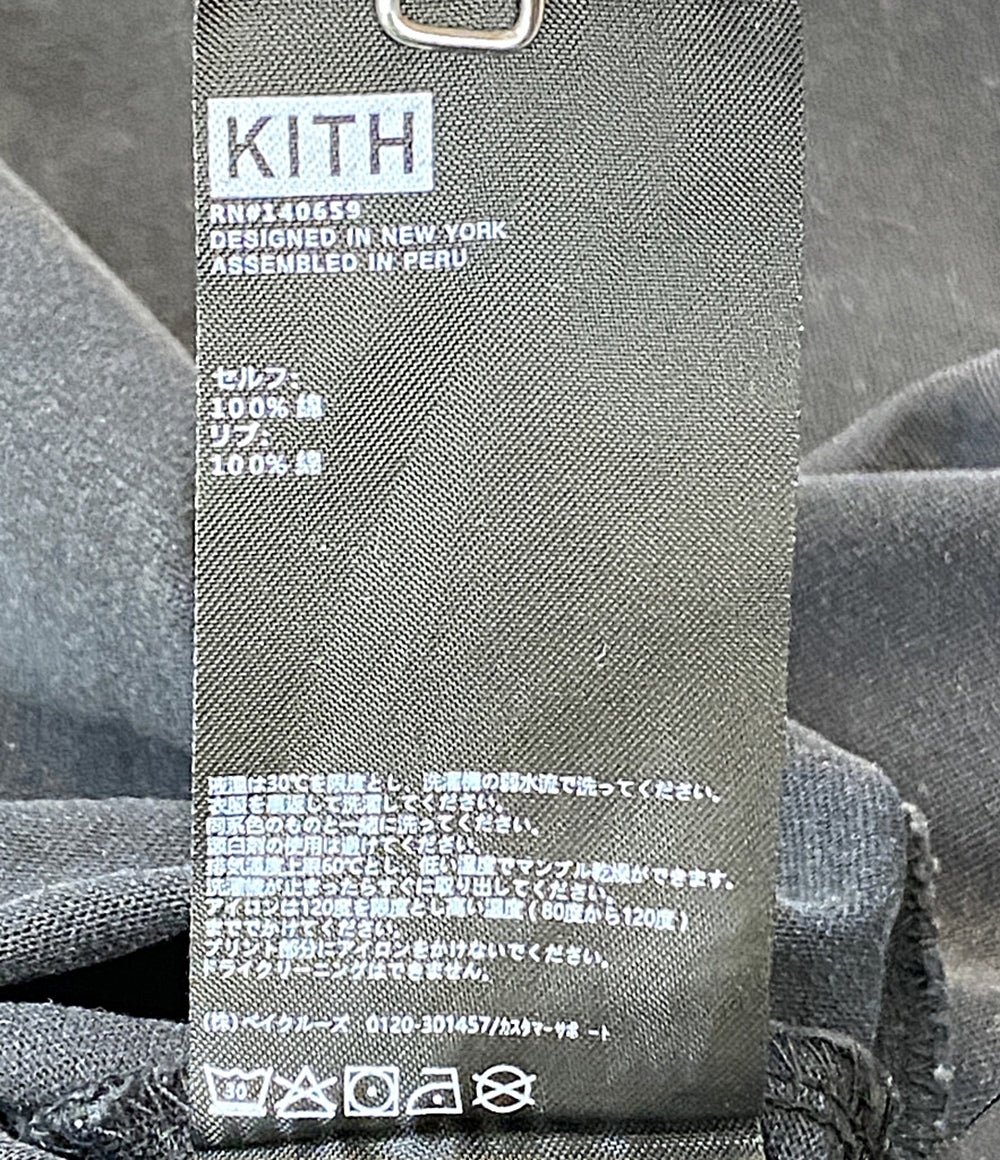 KITH
RN#140659
DESIGNED IN NEW YORK
ASSEMBLED IN PERU
セルフ:
100% 綿
リブ:
100% 綿
液温は30℃を限度とし、洗濯機の弱水流で洗ってください。
衣服を裏返して洗濯してください。
同系色のものと一緒に洗ってください。
漂白剤の使用は避けてください。
排気温度上限60℃とし、低い温度でタンブル乾燥ができます。
洗濯機が止まったらすぐに取り出してください。
アイロンは120度を限度とし高い温度 ( 80度から120度 )
まででかけてください。
プリント部分にアイロンをかけないでください。
ドライクリーニングはできません。
(株) ベイクルーズ 0120-301457/カスタマーサポート
30